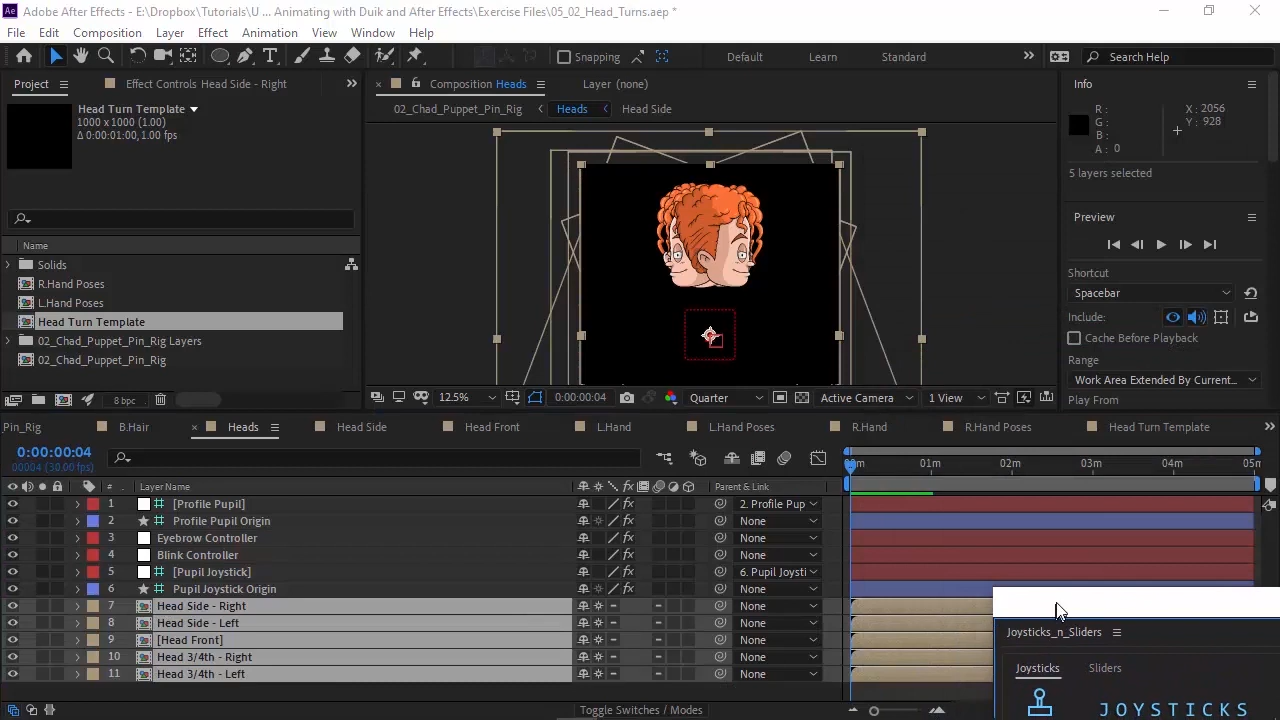 Ae Adobe After Effects - E:\Dropbox\Tutorials\U ... Animating with Duik and After Effects\Exercise Files\05_02_Head_Turns.aep *
File Edit Composition Layer Effect Animation View Window Help
Snapping Default Learn Standard Search Help
Project Effect Controls Head Side - Right Composition Heads Layer (none) Info
Head Turn Template
1000 x 1000 (1.00)
Δ 0:00:01:00, 1.00 fps
02_Chad_Puppet_Pin_Rig Heads Head Side
R :
G :
B :
A : 0
X : 2056
Y : 928
5 layers selected
Preview
Name
Solids
R.Hand Poses
L.Hand Poses
Head Turn Template
02_Chad_Puppet_Pin_Rig Layers
02_Chad_Puppet_Pin_Rig
Shortcut
Spacebar
Include:
Cache Before Playback
Range
Work Area Extended By Current...
Play From
8 bpc 12.5% 0:00:00:04 Quarter Active Camera 1 View
Pin_Rig B.Hair Heads Head Side Head Front L.Hand L.Hand Poses R.Hand R.Hand Poses Head Turn Template
0:00:00:04
00004 (30.00 fps)
01m 02m 03m 04m 05m
# Layer Name Parent & Link
1 [Profile Pupil] 2. Profile Pup
2 Profile Pupil Origin None
3 Eyebrow Controller None
4 Blink Controller None
5 [Pupil Joystick] 6. Pupil Joysti
6 Pupil Joystick Origin None
7 Head Side - Right None
8 Head Side - Left None
9 [Head Front] None
10 Head 3/4th - Right None
11 Head 3/4th - Left None
Joysticks_n_Sliders
Joysticks Sliders
JOYSTICKS
Toggle Switches / Modes